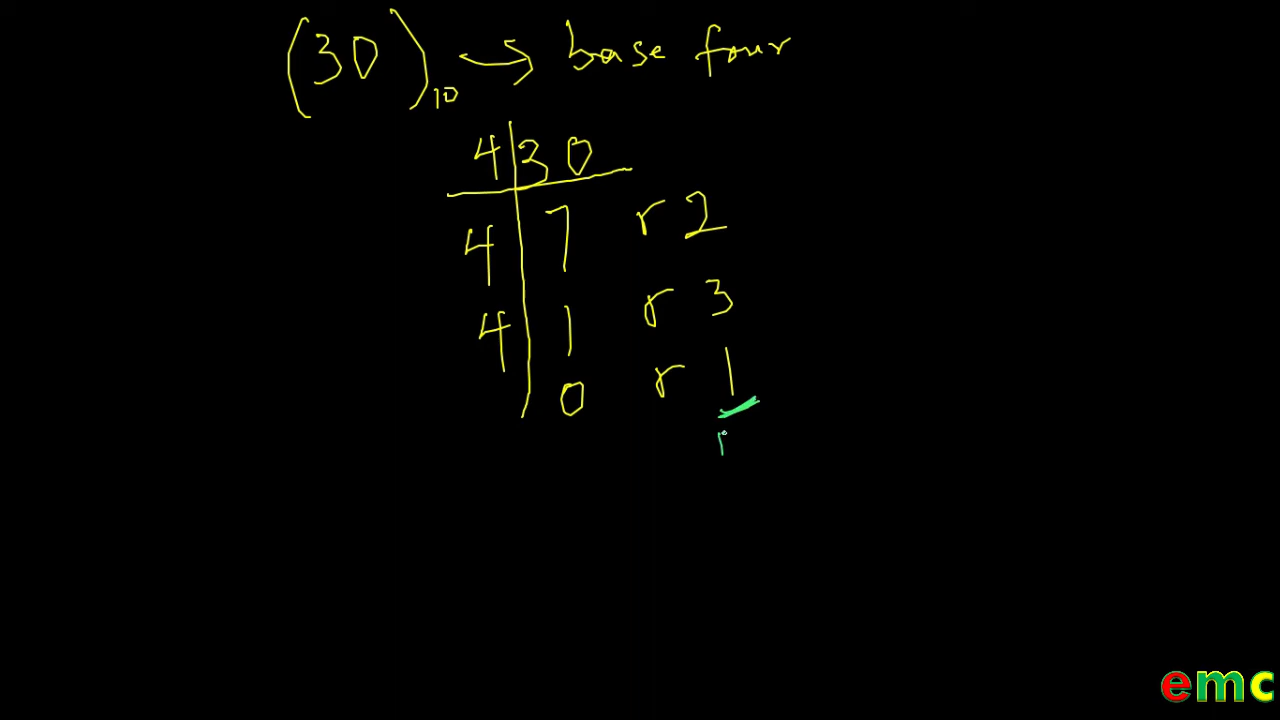 (30)10 → base four
4 30
4 7 r 2
4 1 r 3
0 r 1
emc